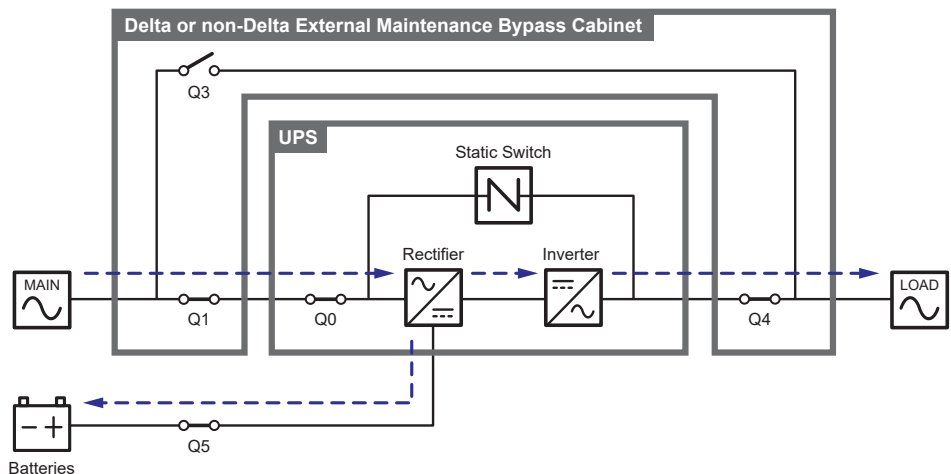 Delta or non-Delta External Maintenance Bypass Cabinet
Q3
UPS
Static Switch
Rectifier
Inverter
MAIN
LOAD
Q1
Q0
Q4
Q5
Batteries